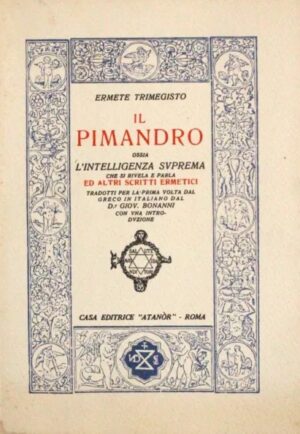 ERMETE TRIMEGISTO
IL
PIMANDRO
OSSIA
L'INTELLIGENZA SVPREMA
CHE SI RIVELA E PARLA
ED ALTRI SCRITTI ERMETICI
TRADOTTI PER LA PRIMA VOLTA DAL
GRECO IN ITALIANO DAL
D.r GIOV. BONANNI
CON VNA INTRO-
DVZIONE
CASA EDITRICE "ATANÒR" - ROMA